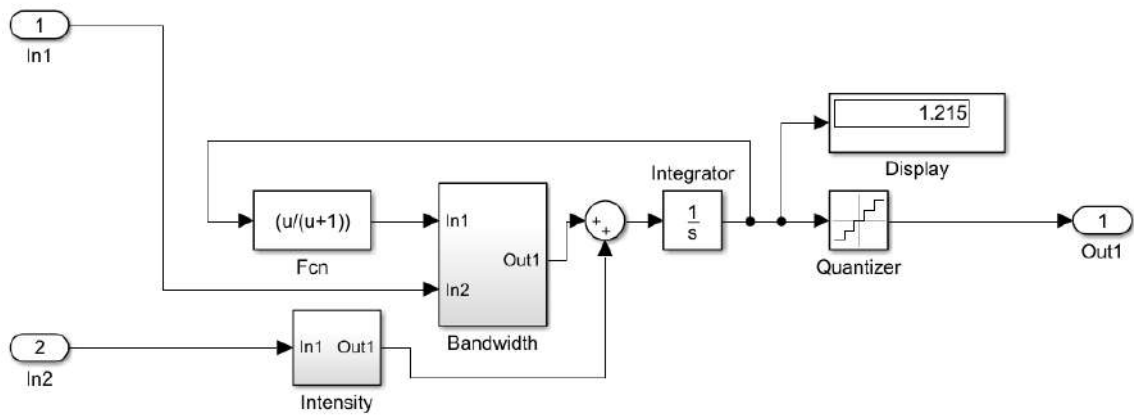 1
In1
1.215
Display
Integrator
(u/(u+1))
Fcn
In1
Out1
In2
Bandwidth
+
+
1
s
Quantizer
1
Out1
2
In2
In1
Out1
Intensity